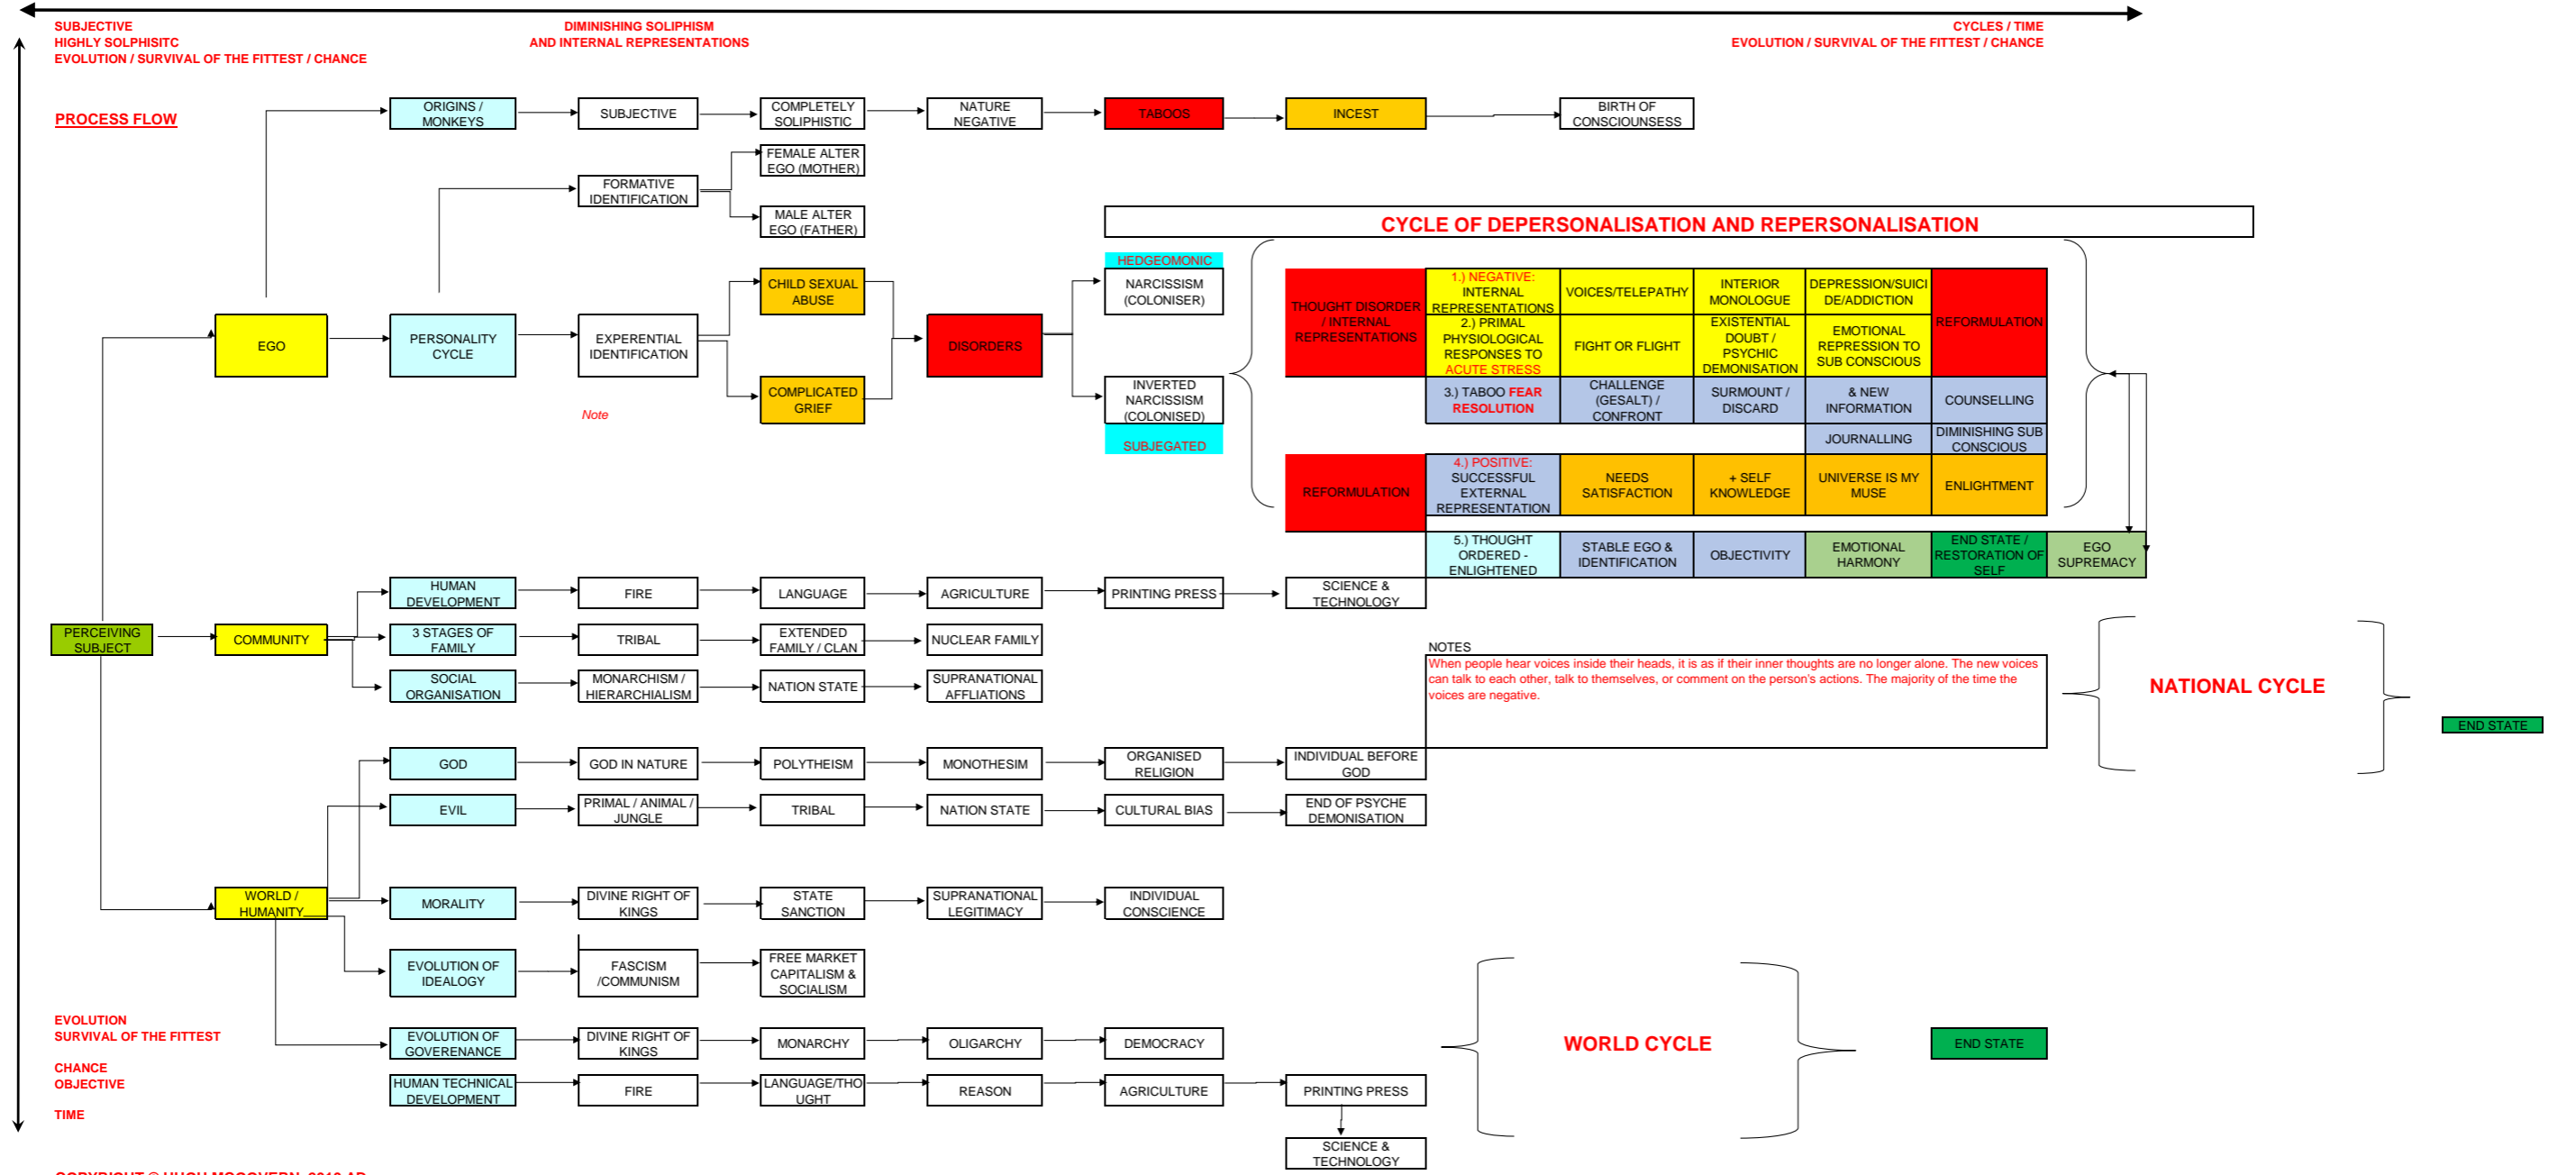 SUBJECTIVE
HIGHLY SOLPHISITC
EVOLUTION / SURVIVAL OF THE FITTEST / CHANCE
DIMINISHING SOLIPHISM
AND INTERNAL REPRESENTATIONS
CYCLES / TIME
EVOLUTION / SURVIVAL OF THE FITTEST / CHANCE
PROCESS FLOW
ORIGINS /
MONKEYS
SUBJECTIVE
COMPLETELY
SOLIPHISTIC
NATURE
NEGATIVE
TABOOS
INCEST
BIRTH OF
CONSCIOUNSESS
FORMATIVE
IDENTIFICATION
FEMALE ALTER
EGO (MOTHER)
MALE ALTER
EGO (FATHER)
CYCLE OF DEPERSONALISATION AND REPERSONALISATION
EGO
PERSONALITY
CYCLE
EXPERENTIAL
IDENTIFICATION
Note
CHILD SEXUAL
ABUSE
COMPLICATED
GRIEF
DISORDERS
HEDGEOMONIC
NARCISSISM
(COLONISER)
INVERTED
NARCISSISM
(COLONISED)
SUBJEGATED
THOUGHT DISORDER
/ INTERNAL
REPRESENTATIONS
1.) NEGATIVE:
INTERNAL
REPRESENTATIONS
VOICES/TELEPATHY
INTERIOR
MONOLOGUE
DEPRESSION/SUICI
DE/ADDICTION
REFORMULATION
2.) PRIMAL
PHYSIOLOGICAL
RESPONSES TO
ACUTE STRESS
FIGHT OR FLIGHT
EXISTENTIAL
DOUBT /
PSYCHIC
DEMONISATION
EMOTIONAL
REPRESSION TO
SUB CONSCIOUS
3.) TABOO FEAR
RESOLUTION
CHALLENGE
(GESALT) /
CONFRONT
SURMOUNT /
DISCARD
& NEW
INFORMATION
COUNSELLING
JOURNALLING
DIMINISHING SUB
CONSCIOUS
REFORMULATION
4.) POSITIVE:
SUCCESSFUL
EXTERNAL
REPRESENTATION
NEEDS
SATISFACTION
+ SELF
KNOWLEDGE
UNIVERSE IS MY
MUSE
ENLIGHTMENT
5.) THOUGHT
ORDERED -
ENLIGHTENED
STABLE EGO &
IDENTIFICATION
OBJECTIVITY
EMOTIONAL
HARMONY
END STATE /
RESTORATION OF
SELF
EGO
SUPREMACY
PERCEIVING
SUBJECT
COMMUNITY
HUMAN
DEVELOPMENT
FIRE
LANGUAGE
AGRICULTURE
PRINTING PRESS
SCIENCE &
TECHNOLOGY
3 STAGES OF
FAMILY
TRIBAL
EXTENDED
FAMILY / CLAN
NUCLEAR FAMILY
SOCIAL
ORGANISATION
MONARCHISM /
HIERARCHIALISM
NATION STATE
SUPRANATIONAL
AFFLIATIONS
NOTES
When people hear voices inside their heads, it is as if their inner thoughts are no longer alone. The new voices
can talk to each other, talk to themselves, or comment on the person's actions. The majority of the time the
voices are negative.
NATIONAL CYCLE
END STATE
GOD
GOD IN NATURE
POLYTHEISM
MONOTHESIM
ORGANISED
RELIGION
INDIVIDUAL BEFORE
GOD
EVIL
PRIMAL / ANIMAL /
JUNGLE
TRIBAL
NATION STATE
CULTURAL BIAS
END OF PSYCHE
DEMONISATION
WORLD /
HUMANITY
MORALITY
DIVINE RIGHT OF
KINGS
STATE
SANCTION
SUPRANATIONAL
LEGITIMACY
INDIVIDUAL
CONSCIENCE
EVOLUTION OF
IDEALOGY
FASCISM
/COMMUNISM
FREE MARKET
CAPITALISM &
SOCIALISM
EVOLUTION
SURVIVAL OF THE FITTEST
CHANCE
OBJECTIVE
TIME
EVOLUTION OF
GOVERENANCE
DIVINE RIGHT OF
KINGS
MONARCHY
OLIGARCHY
DEMOCRACY
WORLD CYCLE
END STATE
HUMAN TECHNICAL
DEVELOPMENT
FIRE
LANGUAGE/THO
UGHT
REASON
AGRICULTURE
PRINTING PRESS
SCIENCE &
TECHNOLOGY
COPYRIGHT © HUGH MCGOVERN